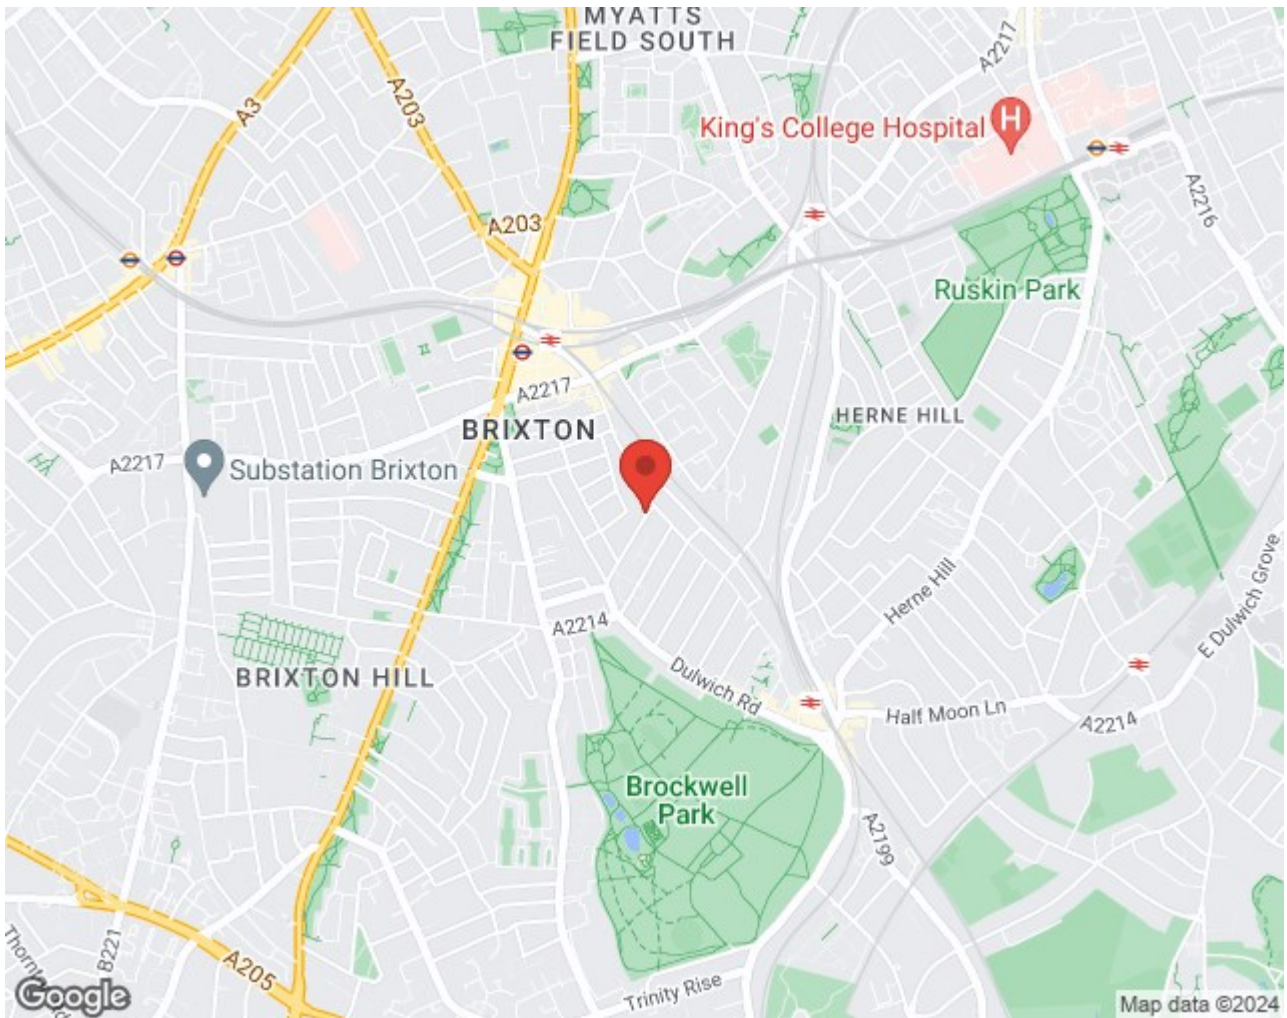 MYATTS
FIELD SOUTH
A2217
A3
A203
King's College Hospital
H
A203
A2216
Ruskin Park
A2217
HERNE HILL
BRIXTON
A2217
Substation Brixton
E Dulwich Grove
Herne Hill
A2214
BRIXTON HILL
Dulwich Rd
Half Moon Ln
A2214
Brockwell
Park
A2199
B221
A205
Trinity Rise
Google
Map data ©2024